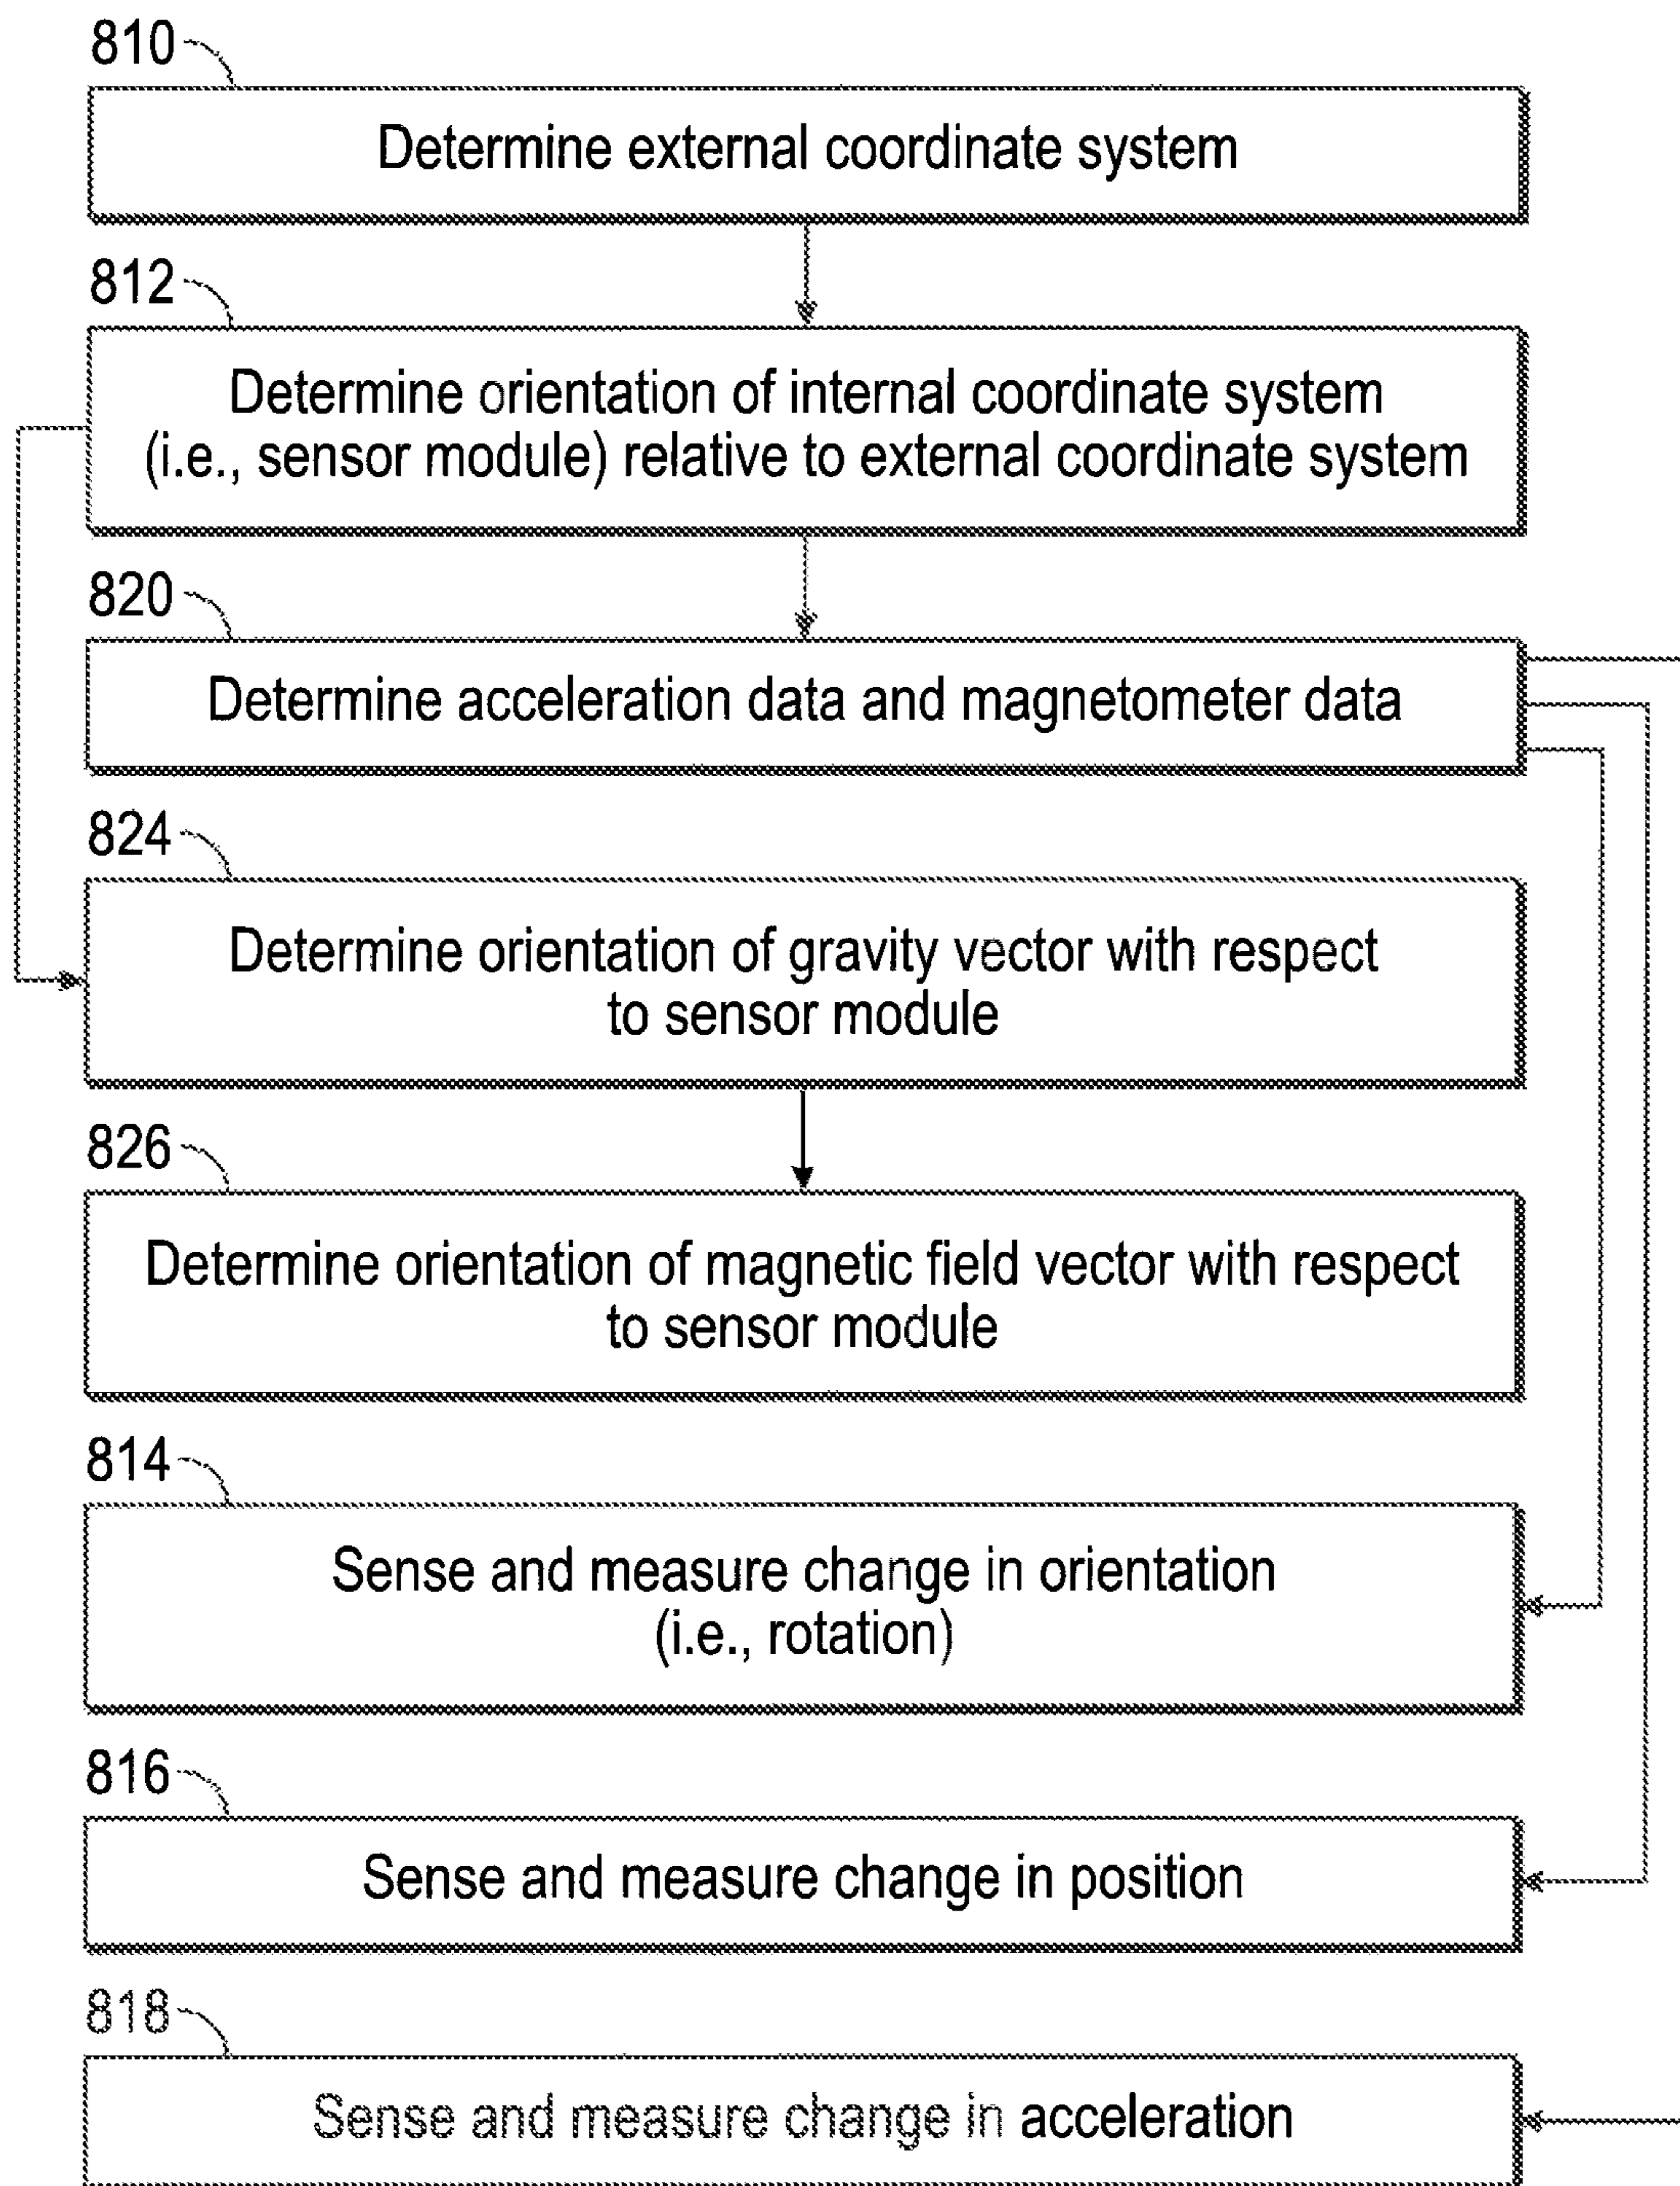 810
Determine external coordinate system
812
Determine orientation of internal coordinate system
(i.e., sensor module) relative to external coordinate system
820
Determine acceleration data and magnetometer data
824
Determine orientation of gravity vector with respect
to sensor module
826
Determine orientation of magnetic field vector with respect
to sensor module
814
Sense and measure change in orientation
(i.e., rotation)
816
Sense and measure change in position
818
Sense and measure change in acceleration